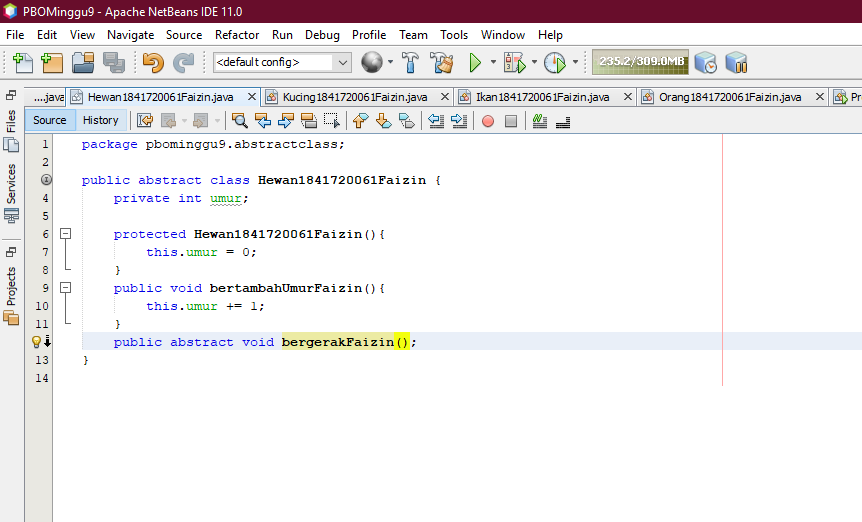 PBOMinggu9 - Apache NetBeans IDE 11.0
File Edit View Navigate Source Refactor Run Debug Profile Team Tools Window Help
<default config> 235.2/309.0MB
....java Hewan1841720061Faizin.java Kucing1841720061Faizin.java Ikan1841720061Faizin.java Orang1841720061Faizin.java Pr
Source History
Files
Services
Projects
1 package pbominggu9.abstractclass;
2
public abstract class Hewan1841720061Faizin {
4 private int umur;
5
6 protected Hewan1841720061Faizin(){
7 this.umur = 0;
8 }
9 public void bertambahUmurFaizin(){
10 this.umur += 1;
11 }
public abstract void bergerakFaizin();
13 }
14